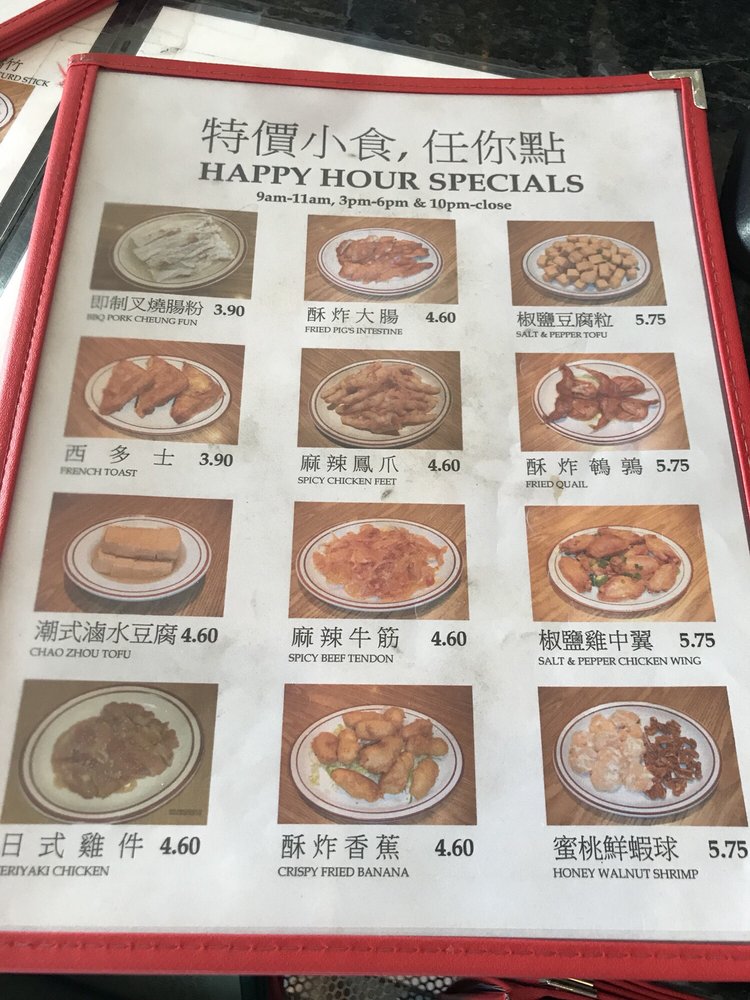 竹
CURD STICK
特價小食, 任你點
HAPPY HOUR SPECIALS
9am-11am, 3pm-6pm & 10pm-close
即制叉燒腸粉 3.90
BBQ PORK CHEUNG FUN
酥炸大腸 4.60
FRIED PIG'S INTESTINE
椒鹽豆腐粒 5.75
SALT & PEPPER TOFU
西多士 3.90
FRENCH TOAST
麻辣鳳爪 4.60
SPICY CHICKEN FEET
酥炸鵪鶉 5.75
FRIED QUAIL
潮式滷水豆腐 4.60
CHAO ZHOU TOFU
麻辣牛筋 4.60
SPICY BEEF TENDON
椒鹽雞中翼 5.75
SALT & PEPPER CHICKEN WING
日式雞件 4.60
ERIYAKI CHICKEN
酥炸香蕉 4.60
CRISPY FRIED BANANA
蜜桃鮮蝦球 5.75
HONEY WALNUT SHRIMP